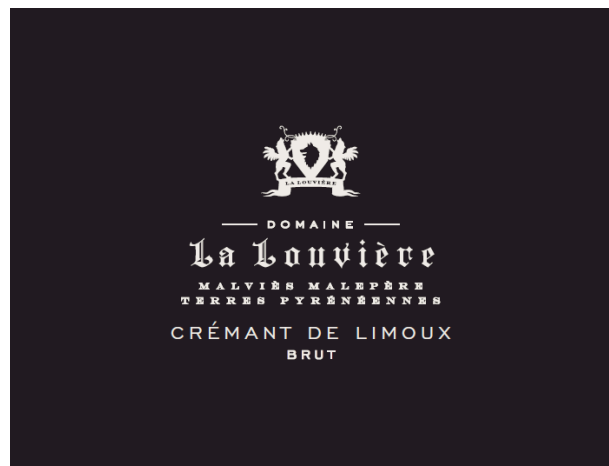 LA LOUVIÈRE
DOMAINE
La Louvière
MALVIÈS MALEPÈRE
TERRES PYRÉNÉENNES
CRÉMANT DE LIMOUX
BRUT